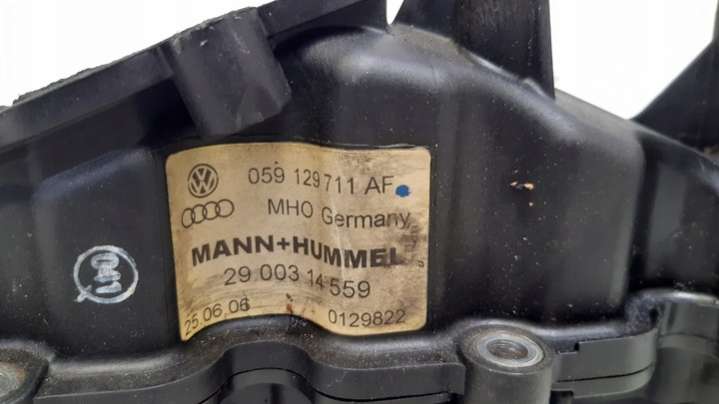 059 129 711 AF
MHO Germany
MANN+HUMMEL
29 003 14 559
25.06.06 0129822